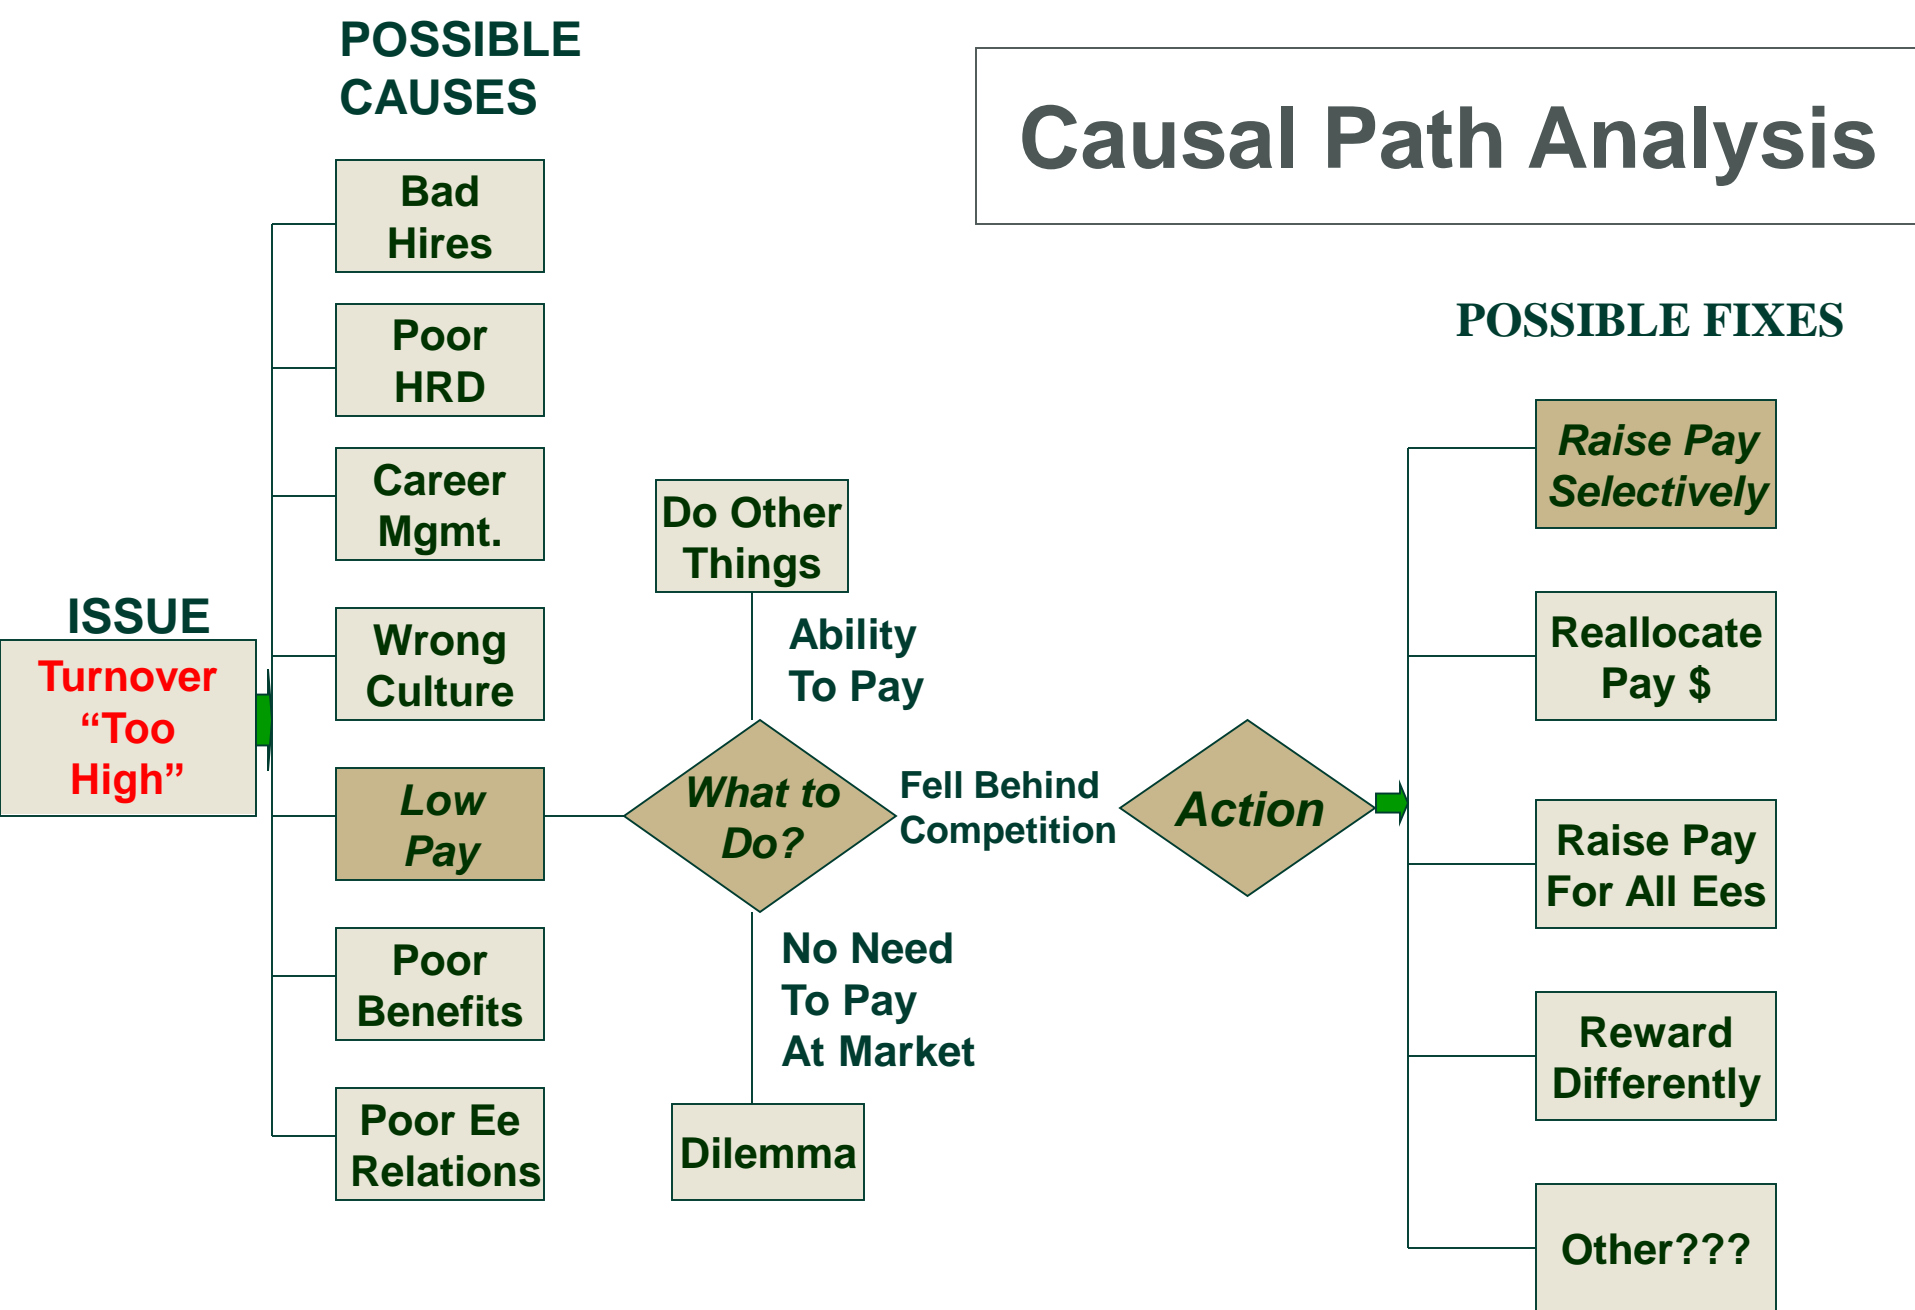 POSSIBLE
CAUSES
Causal Path Analysis
Bad
Hires
Poor
HRD
Career
Mgmt.
Wrong
Culture
ISSUE
Turnover
“Too
High”
Low
Pay
Poor
Benefits
Poor Ee
Relations
Do Other
Things
Ability
To Pay
What to
Do?
Fell Behind
Competition
No Need
To Pay
At Market
Dilemma
Action
POSSIBLE FIXES
Raise Pay
Selectively
Reallocate
Pay $
Raise Pay
For All Ees
Reward
Differently
Other???